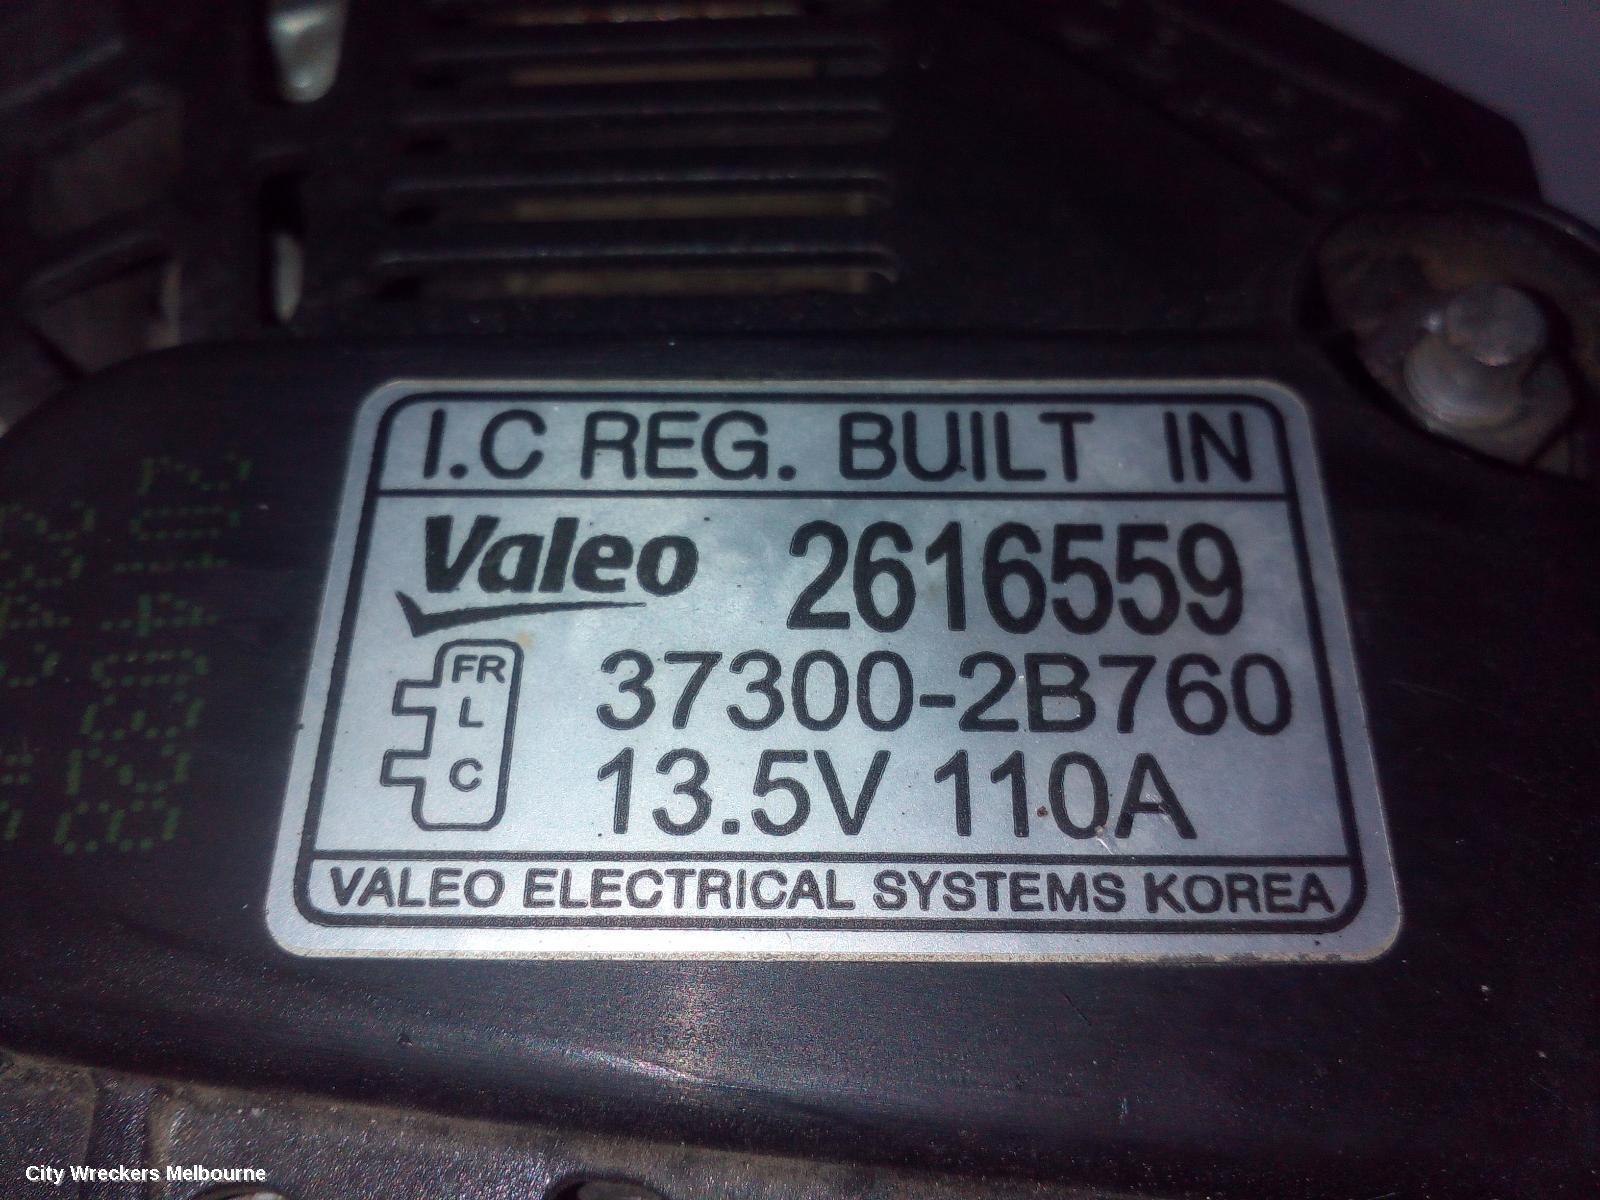 I.C REG. BUILT IN
Valeo 2616559
FR
L
C
37300-2B760
13.5V 110A
VALEO ELECTRICAL SYSTEMS KOREA
City Wreckers Melbourne